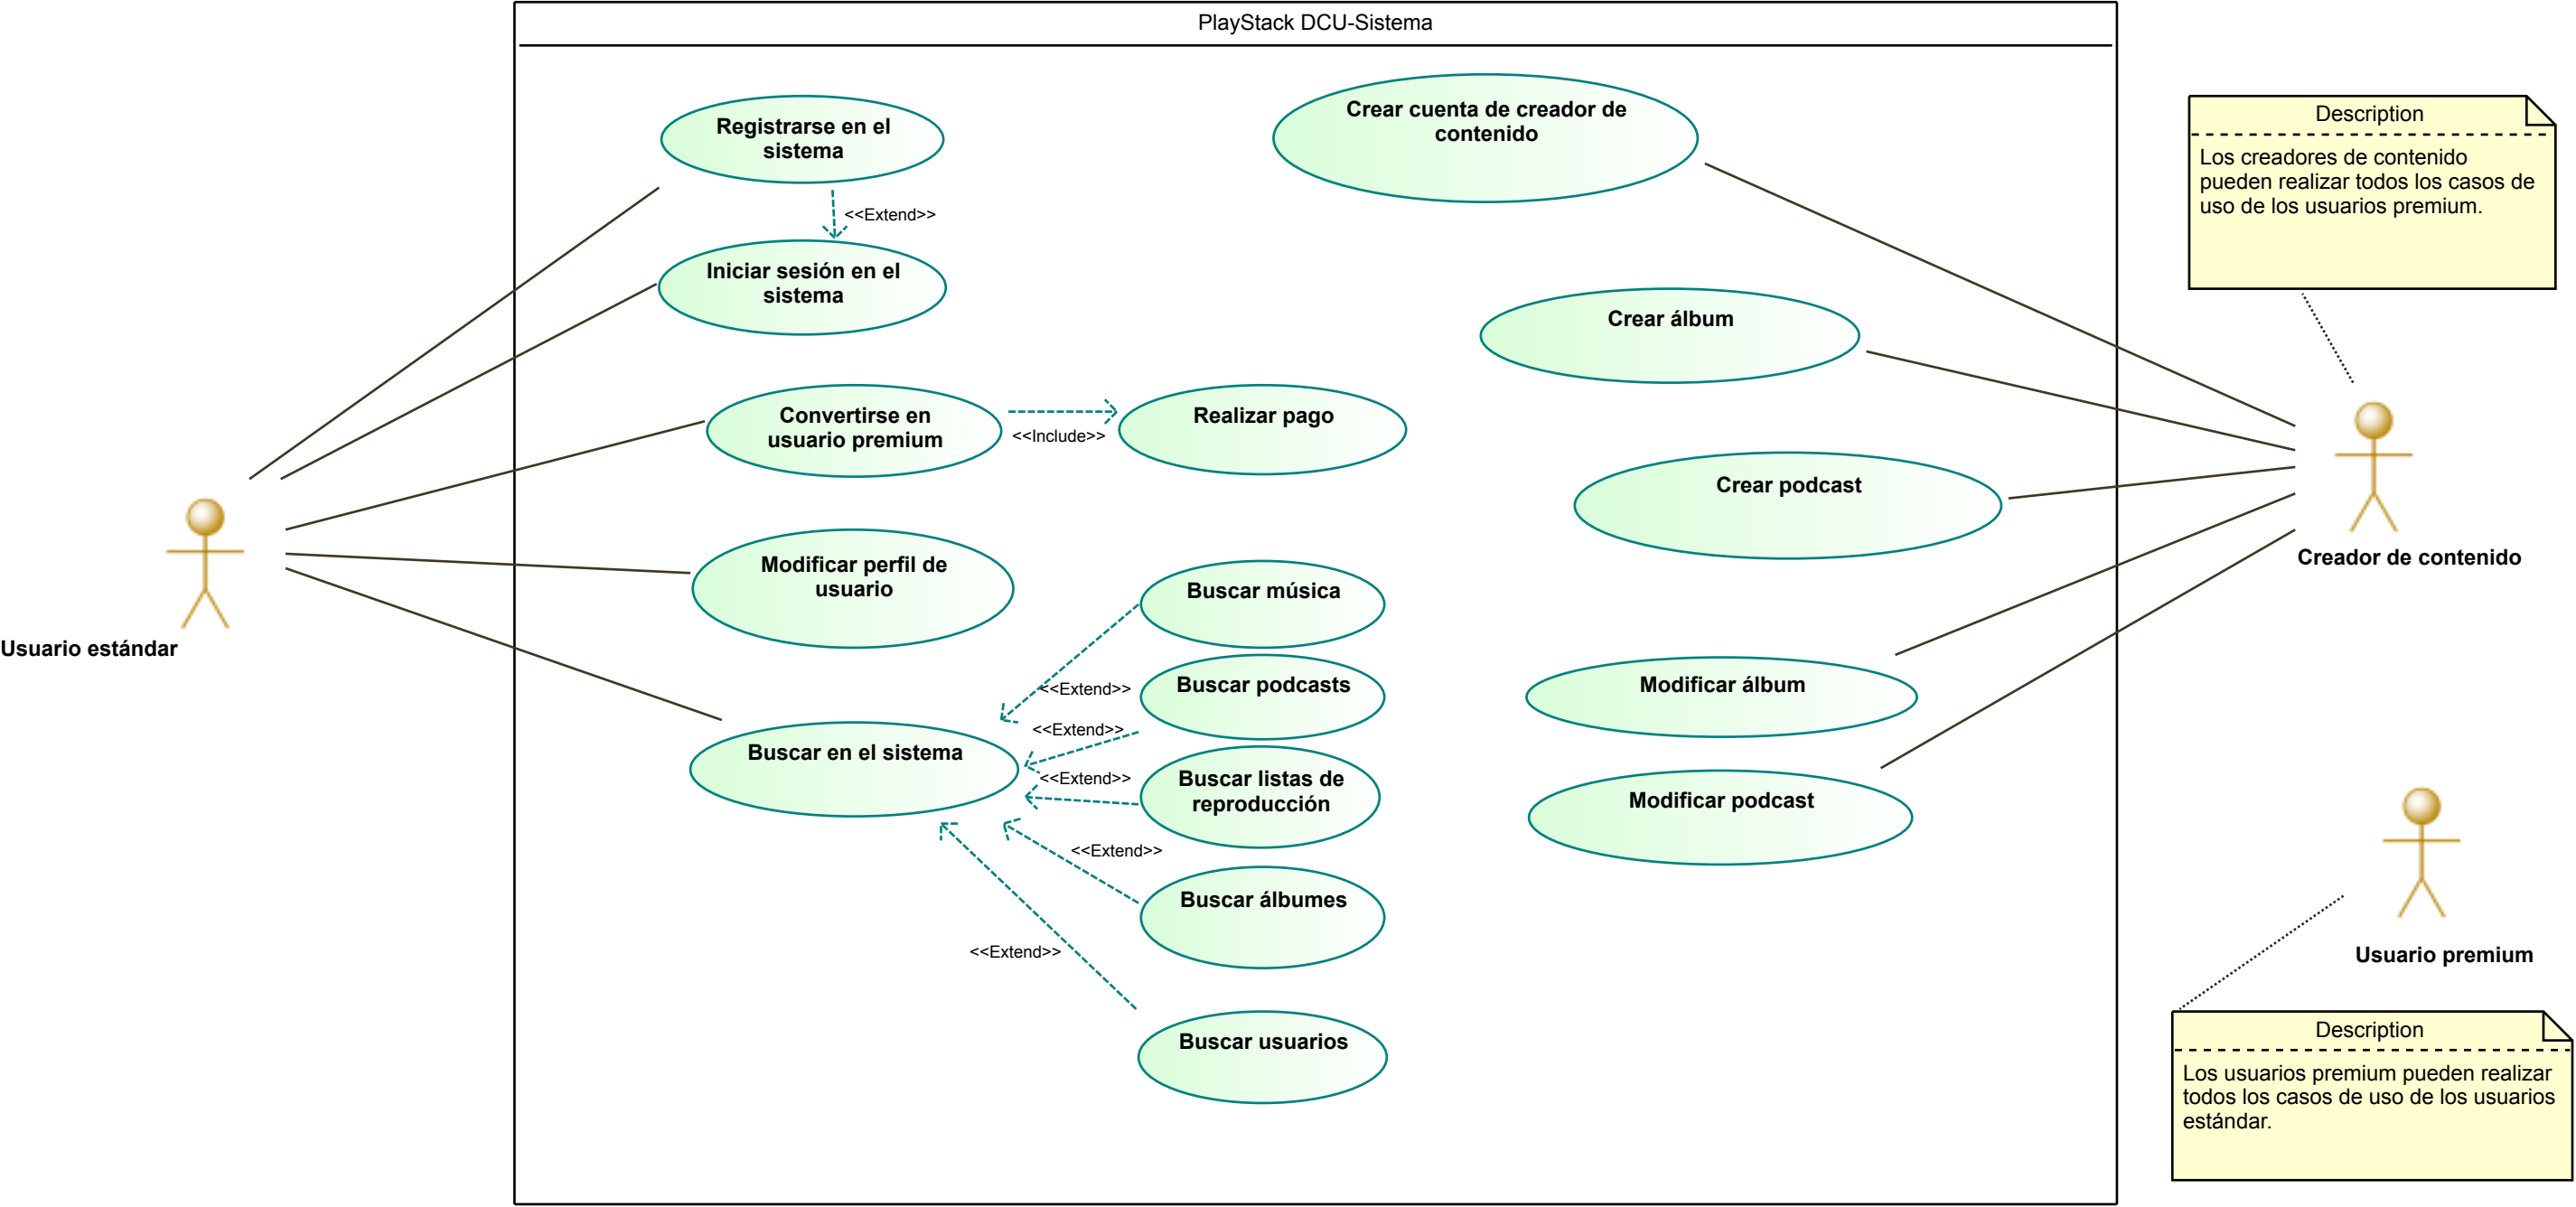 PlayStack DCU-Sistema
Registrarse en el
sistema
<<Extend>>
Iniciar sesión en el
sistema
Convertirse en
usuario premium
<<Include>>
Realizar pago
Modificar perfil de
usuario
Buscar en el sistema
Buscar música
<<Extend>>
Buscar podcasts
<<Extend>>
<<Extend>>
Buscar listas de
reproducción
<<Extend>>
Buscar álbumes
<<Extend>>
Buscar usuarios
Usuario estándar
Crear cuenta de creador de
contenido
Crear álbum
Crear podcast
Modificar álbum
Modificar podcast
Description
Los creadores de contenido
pueden realizar todos los casos de
uso de los usuarios premium.
Creador de contenido
Usuario premium
Description
Los usuarios premium pueden realizar
todos los casos de uso de los usuarios
estándar.